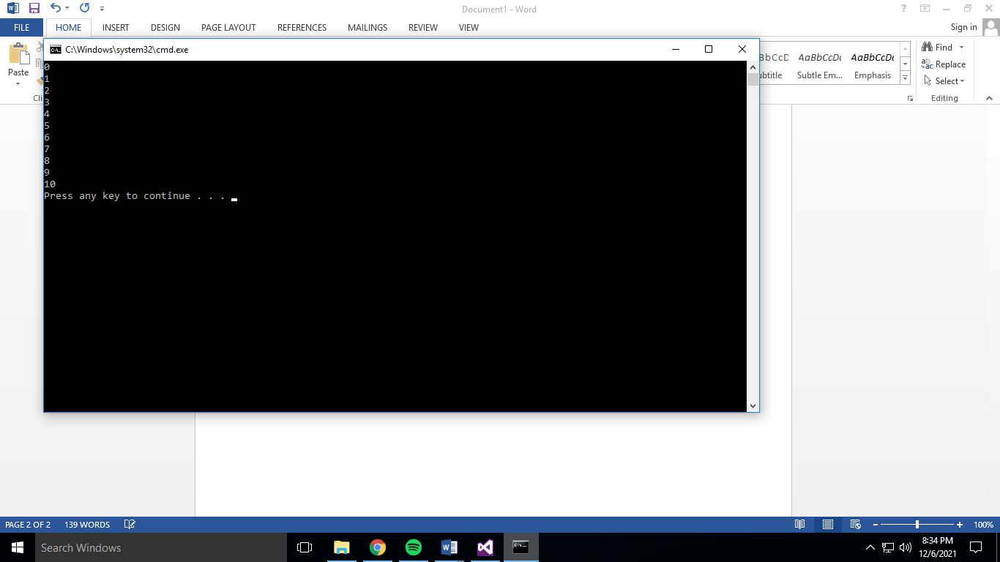 Document1 - Word
FILE HOME INSERT DESIGN PAGE LAYOUT REFERENCES MAILINGS REVIEW VIEW Sign in
C:\Windows\system32\cmd.exe
Paste
0
1
2
3
4
5
6
7
8
9
10
Press any key to continue . . .
BbCcD AaBbCcDc AaBbCcDc
btitle Subtle Em... Emphasis
Find
Replace
Select
Cli
Editing
PAGE 2 OF 2 139 WORDS 100%
Search Windows
8:34 PM
12/6/2021